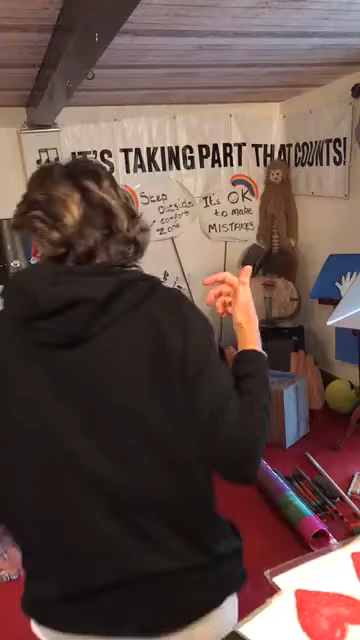 IT'S TAKING PART THAT COUNTS!
Step
Outside
comfort
Zone
It's OK
to make
MISTAKES